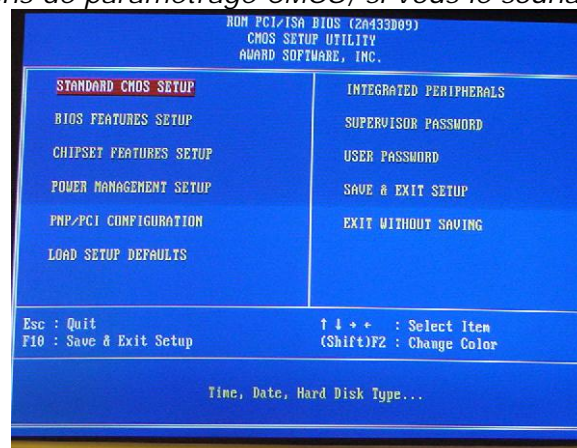 de paramétrage CMOS, si vous le
ROM PCI/ISA BIOS (2A433D09)
CMOS SETUP UTILITY
AWARD SOFTWARE, INC.
STANDARD CMOS SETUP
BIOS FEATURES SETUP
CHIPSET FEATURES SETUP
POWER MANAGEMENT SETUP
PNP/PCI CONFIGURATION
LOAD SETUP DEFAULTS
INTEGRATED PERIPHERALS
SUPERVISOR PASSWORD
USER PASSWORD
SAVE & EXIT SETUP
EXIT WITHOUT SAVING
Esc : Quit
F10 : Save & Exit Setup
↑ ↓ → ← : Select Item
(Shift)F2 : Change Color
Time, Date, Hard Disk Type...